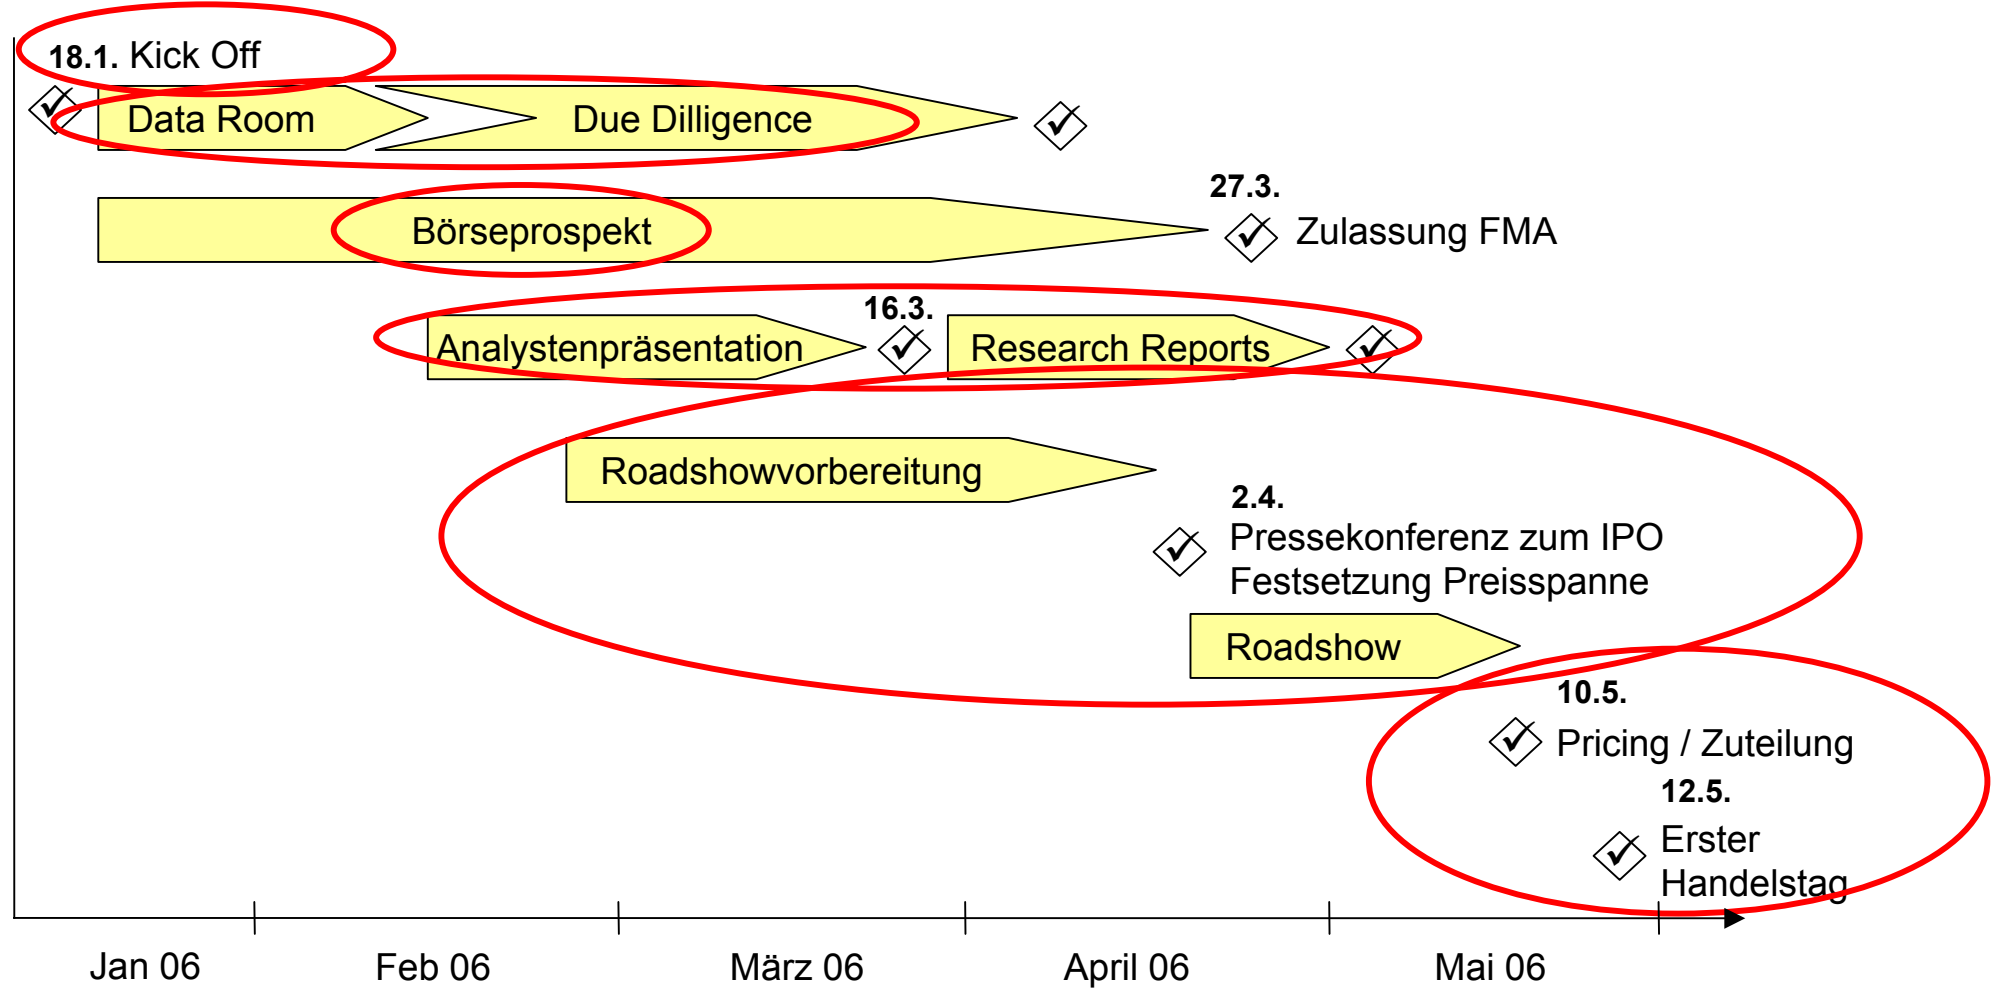 18.1. Kick Off
Data Room
Due Dilligence
27.3.
Börseprospekt
Zulassung FMA
16.3.
Analystenpräsentation
Research Reports
Roadshowvorbereitung
2.4.
Pressekonferenz zum IPO
Festsetzung Preisspanne
Roadshow
10.5.
Pricing / Zuteilung
12.5.
Erster
Handelstag
Jan 06
Feb 06
März 06
April 06
Mai 06